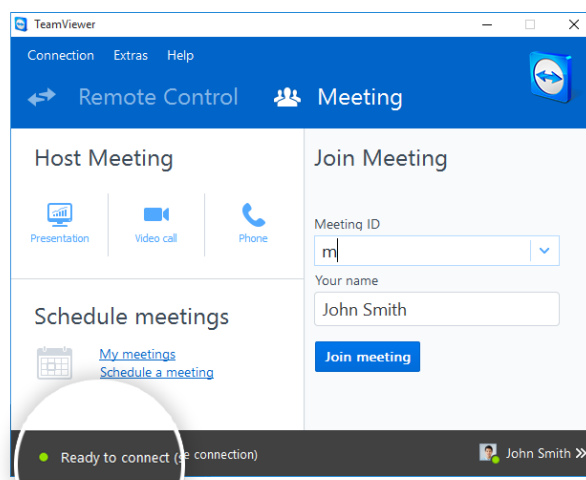 TeamViewer
Connection Extras Help
Remote Control Meeting
Host Meeting
Presentation Video call Phone
Schedule meetings
My meetings
Schedule a meeting
Join Meeting
Meeting ID
m
Your name
John Smith
Join meeting
Ready to connect (se connection)
John Smith